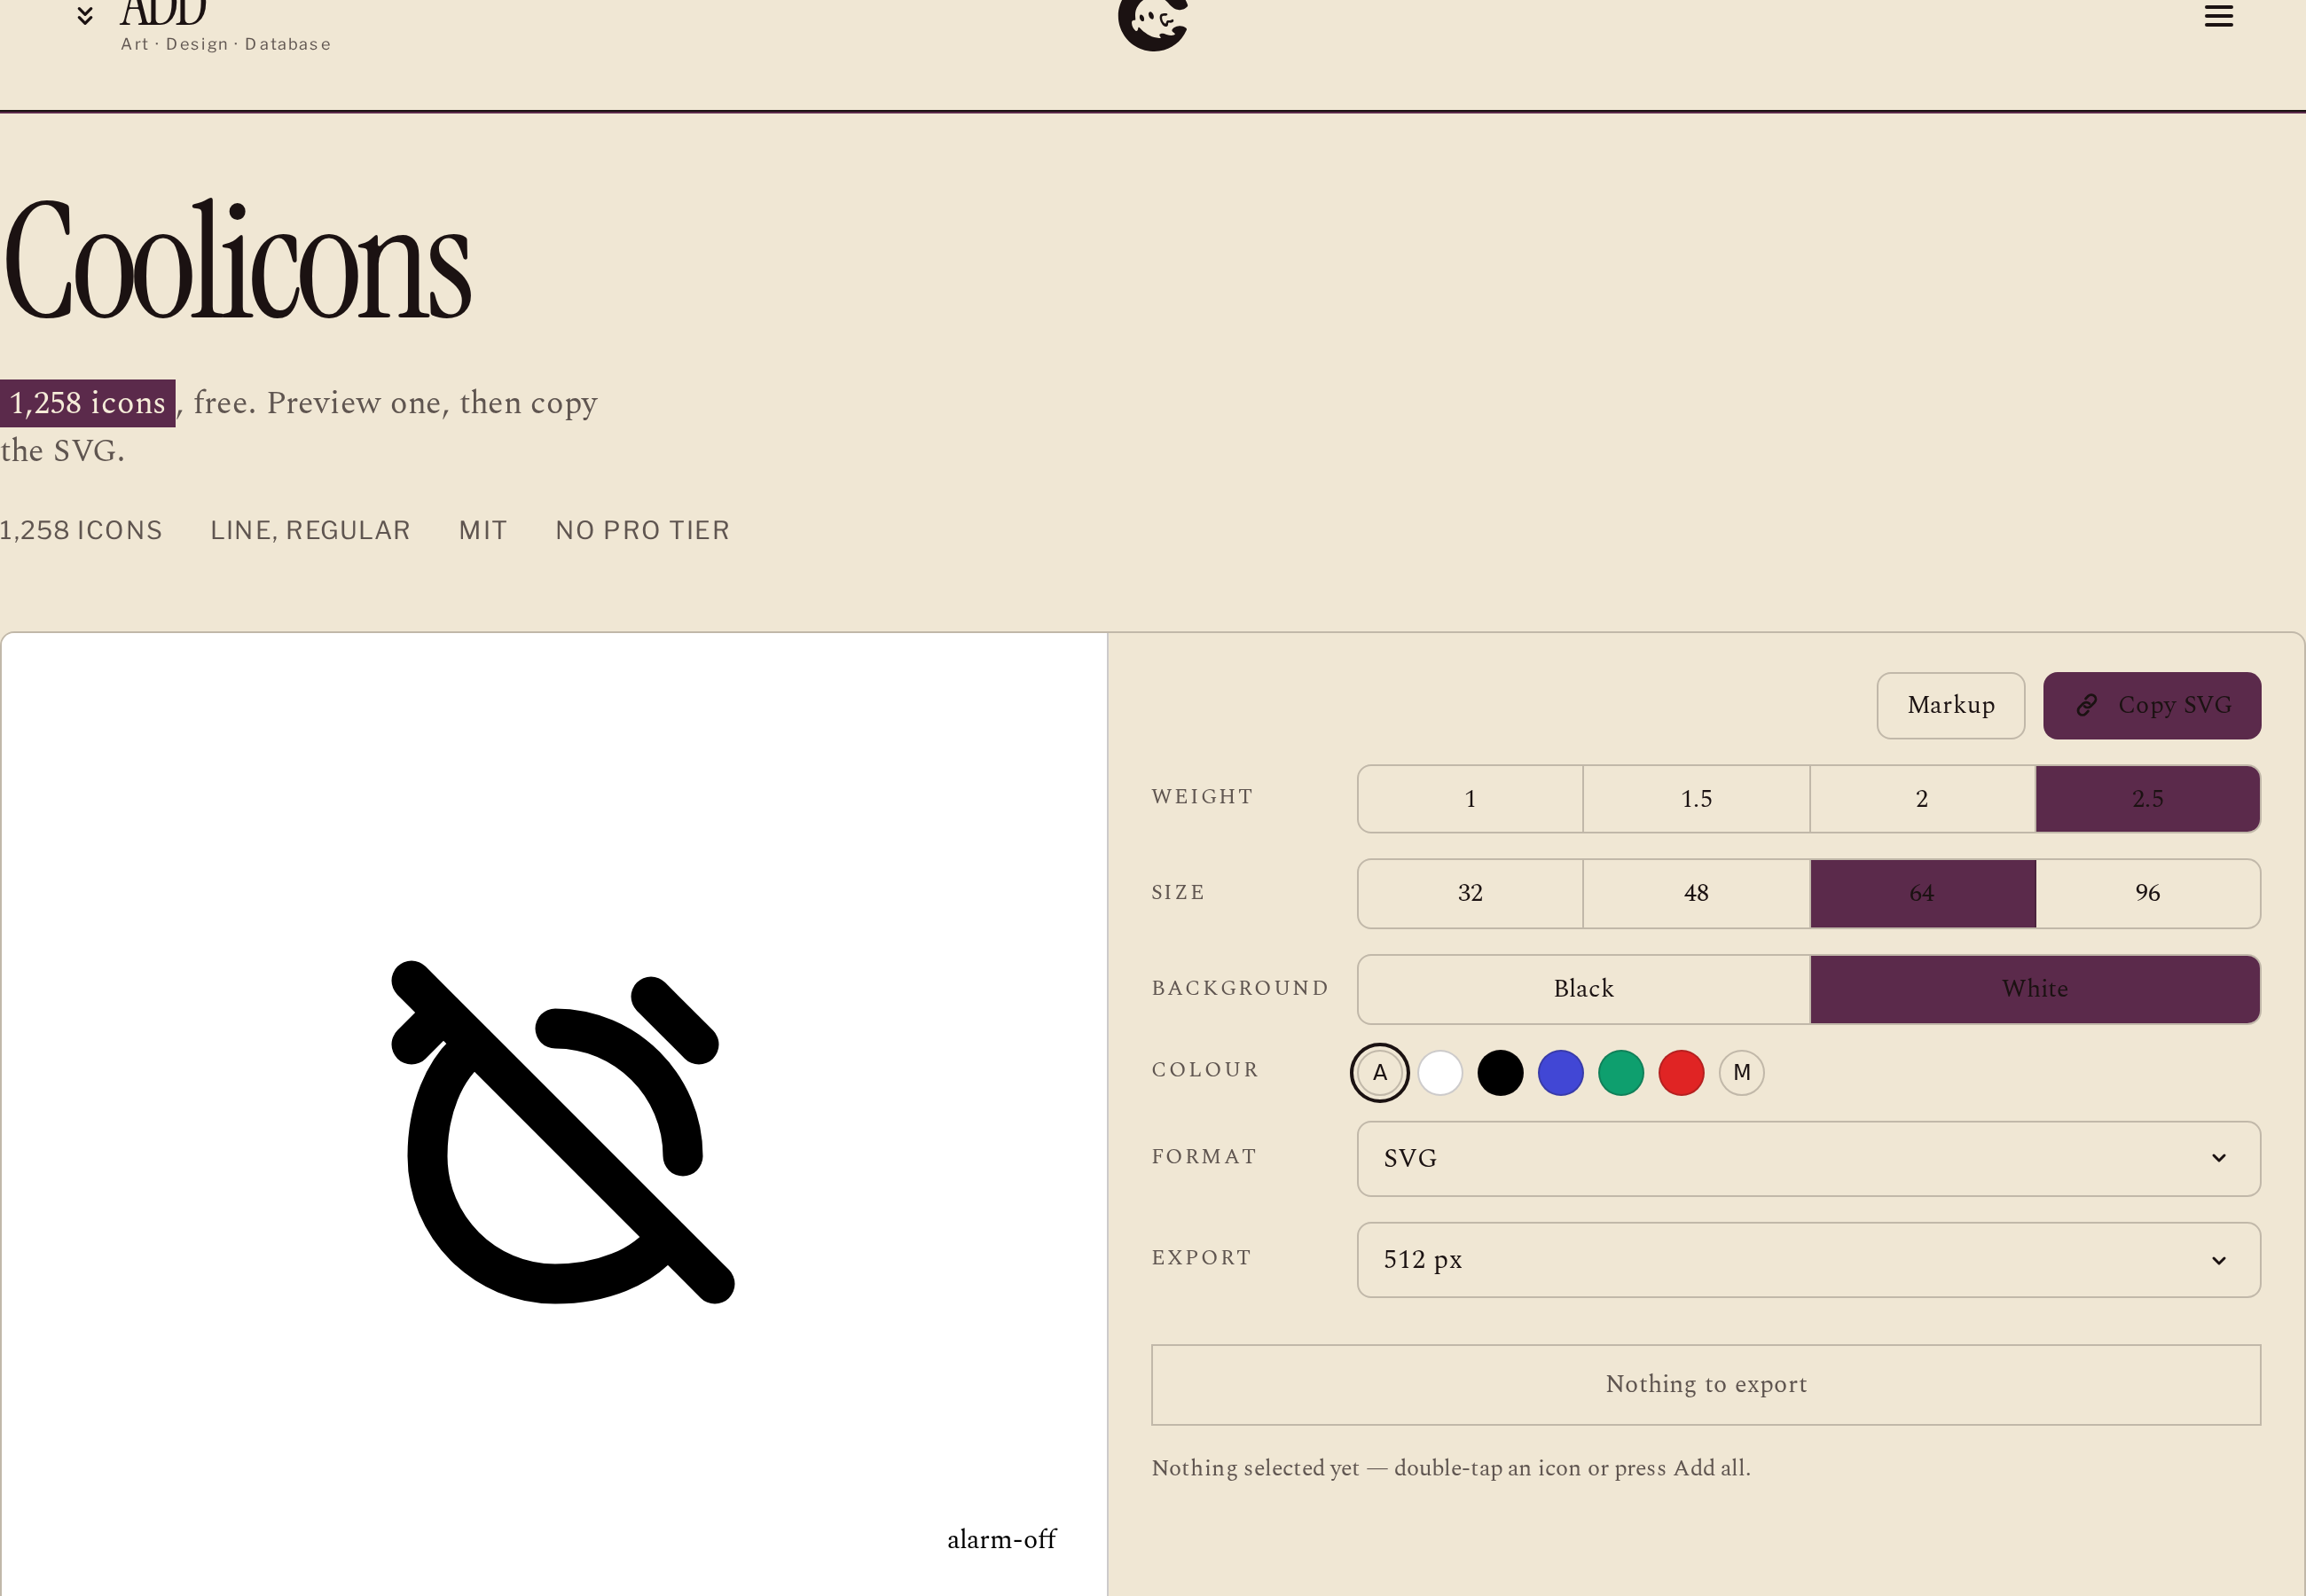 ADD
Art · Design · Database
Coolicons
1,258 icons, free. Preview one, then copy
the SVG.
1,258 ICONS LINE, REGULAR MIT NO PRO TIER
Markup Copy SVG
WEIGHT 1 1.5 2 2.5
SIZE 32 48 64 96
BACKGROUND Black White
COLOUR A M
FORMAT SVG
EXPORT 512 px
Nothing to export
Nothing selected yet — double-tap an icon or press Add all.
alarm-off